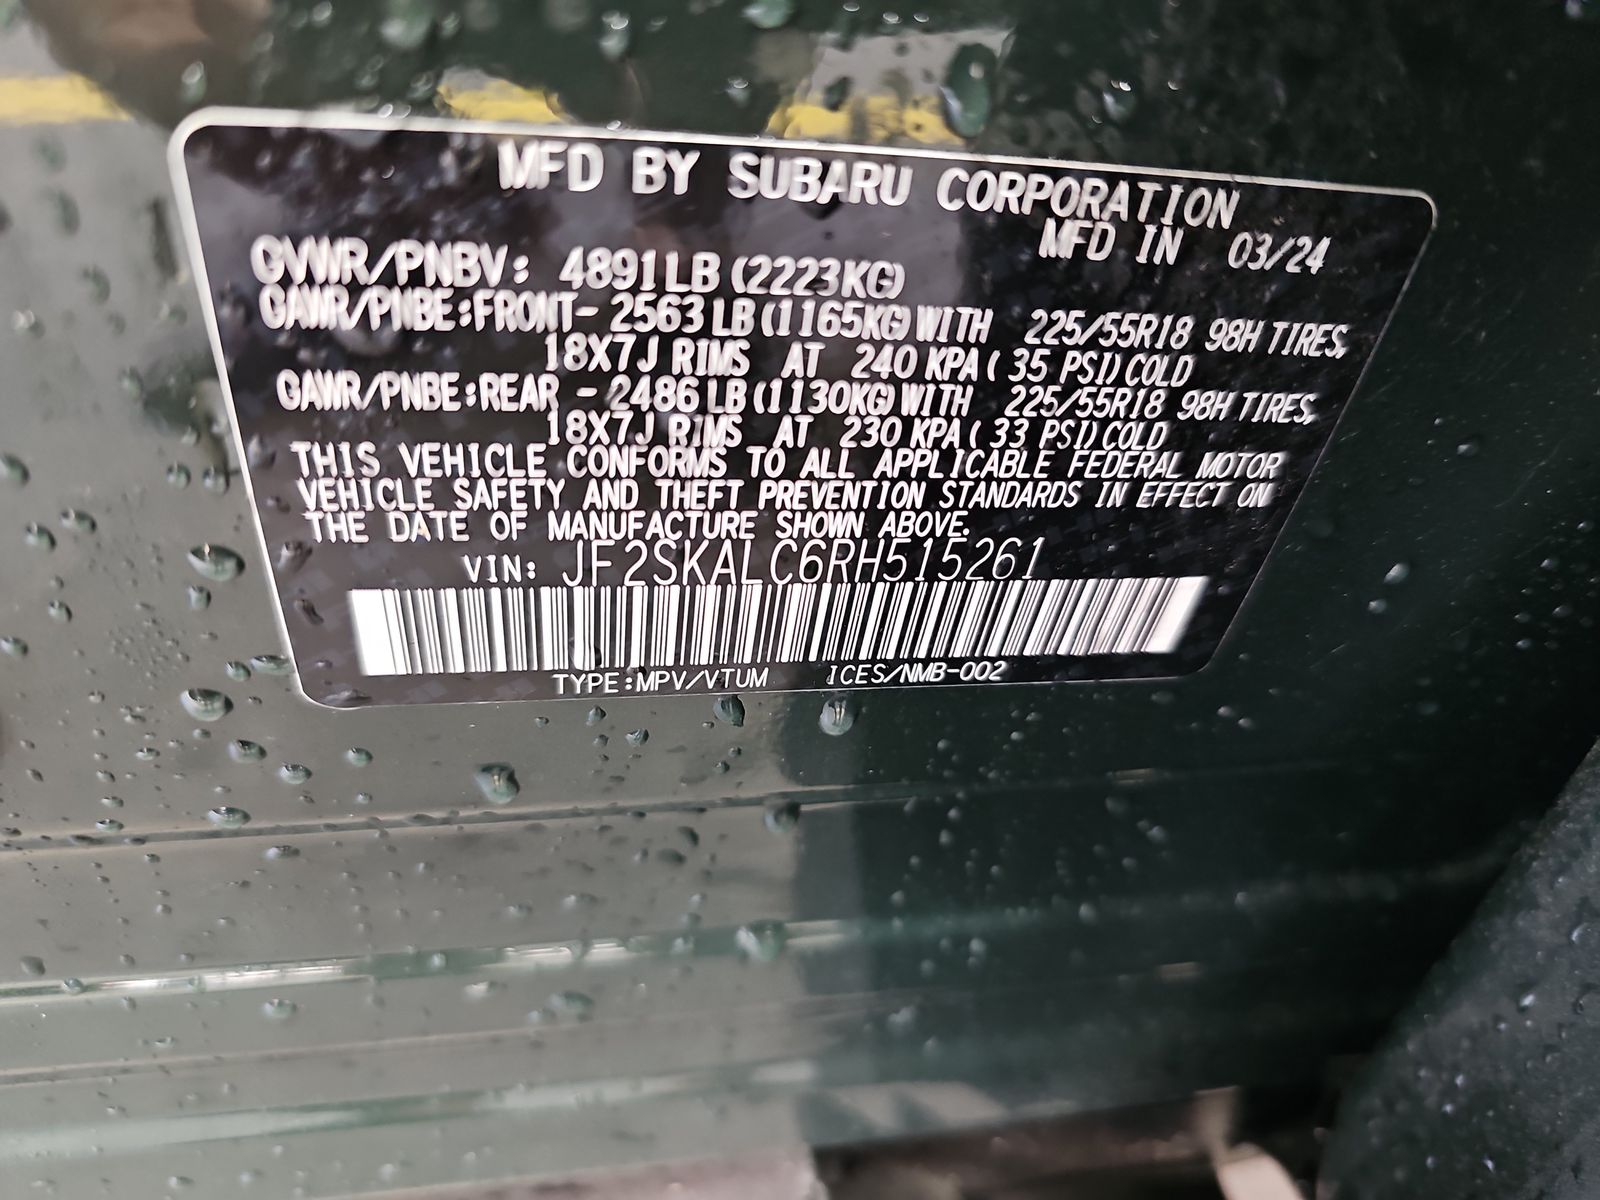 MFD BY SUBARU CORPORATION
MFD IN 03/24
GVWR/PNBV: 4891LB (2223KG)
GAWR/PNBE:FRONT- 2563 LB (1165KG) WITH 225/55R18 98H TIRES,
18X7J RIMS AT 240 KPA ( 35 PSI) COLD
GAWR/PNBE:REAR - 2486 LB (1130KG) WITH 225/55R18 98H TIRES,
18X7J RIMS AT 230 KPA ( 33 PSI) COLD
THIS VEHICLE CONFORMS TO ALL APPLICABLE FEDERAL MOTOR
VEHICLE SAFETY AND THEFT PREVENTION STANDARDS IN EFFECT ON
THE DATE OF MANUFACTURE SHOWN ABOVE.
VIN: JF2SKALC6RH515261
TYPE:MPV/VTUM ICES/NMB-002